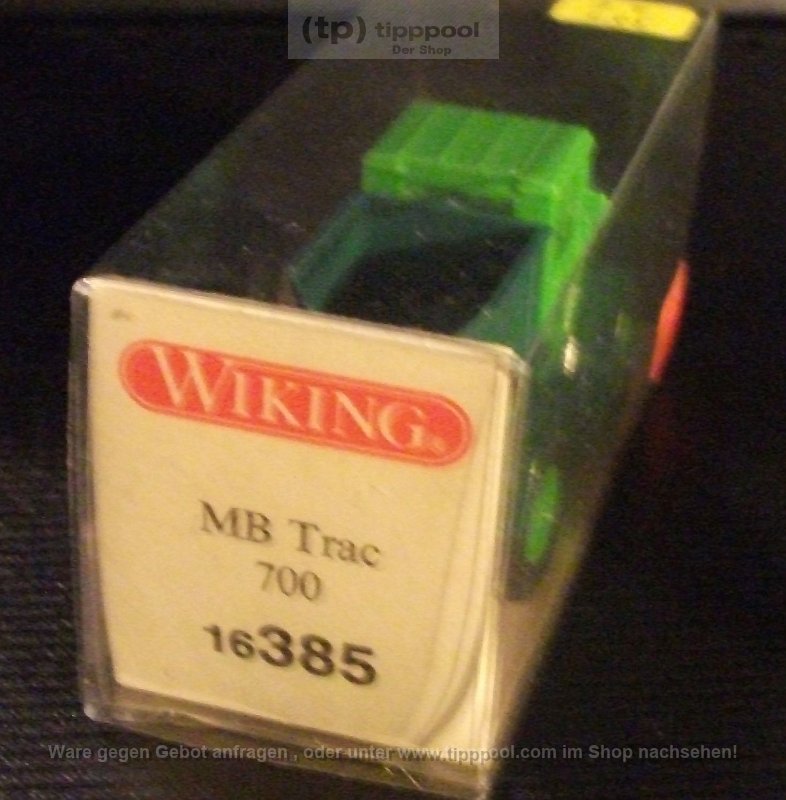 (tp) tipppool
Der Shop
WIKING®
MB Trac
700
16385
Ware gegen Gebot anfragen , oder unter www.tipppool.com im Shop nachsehen!